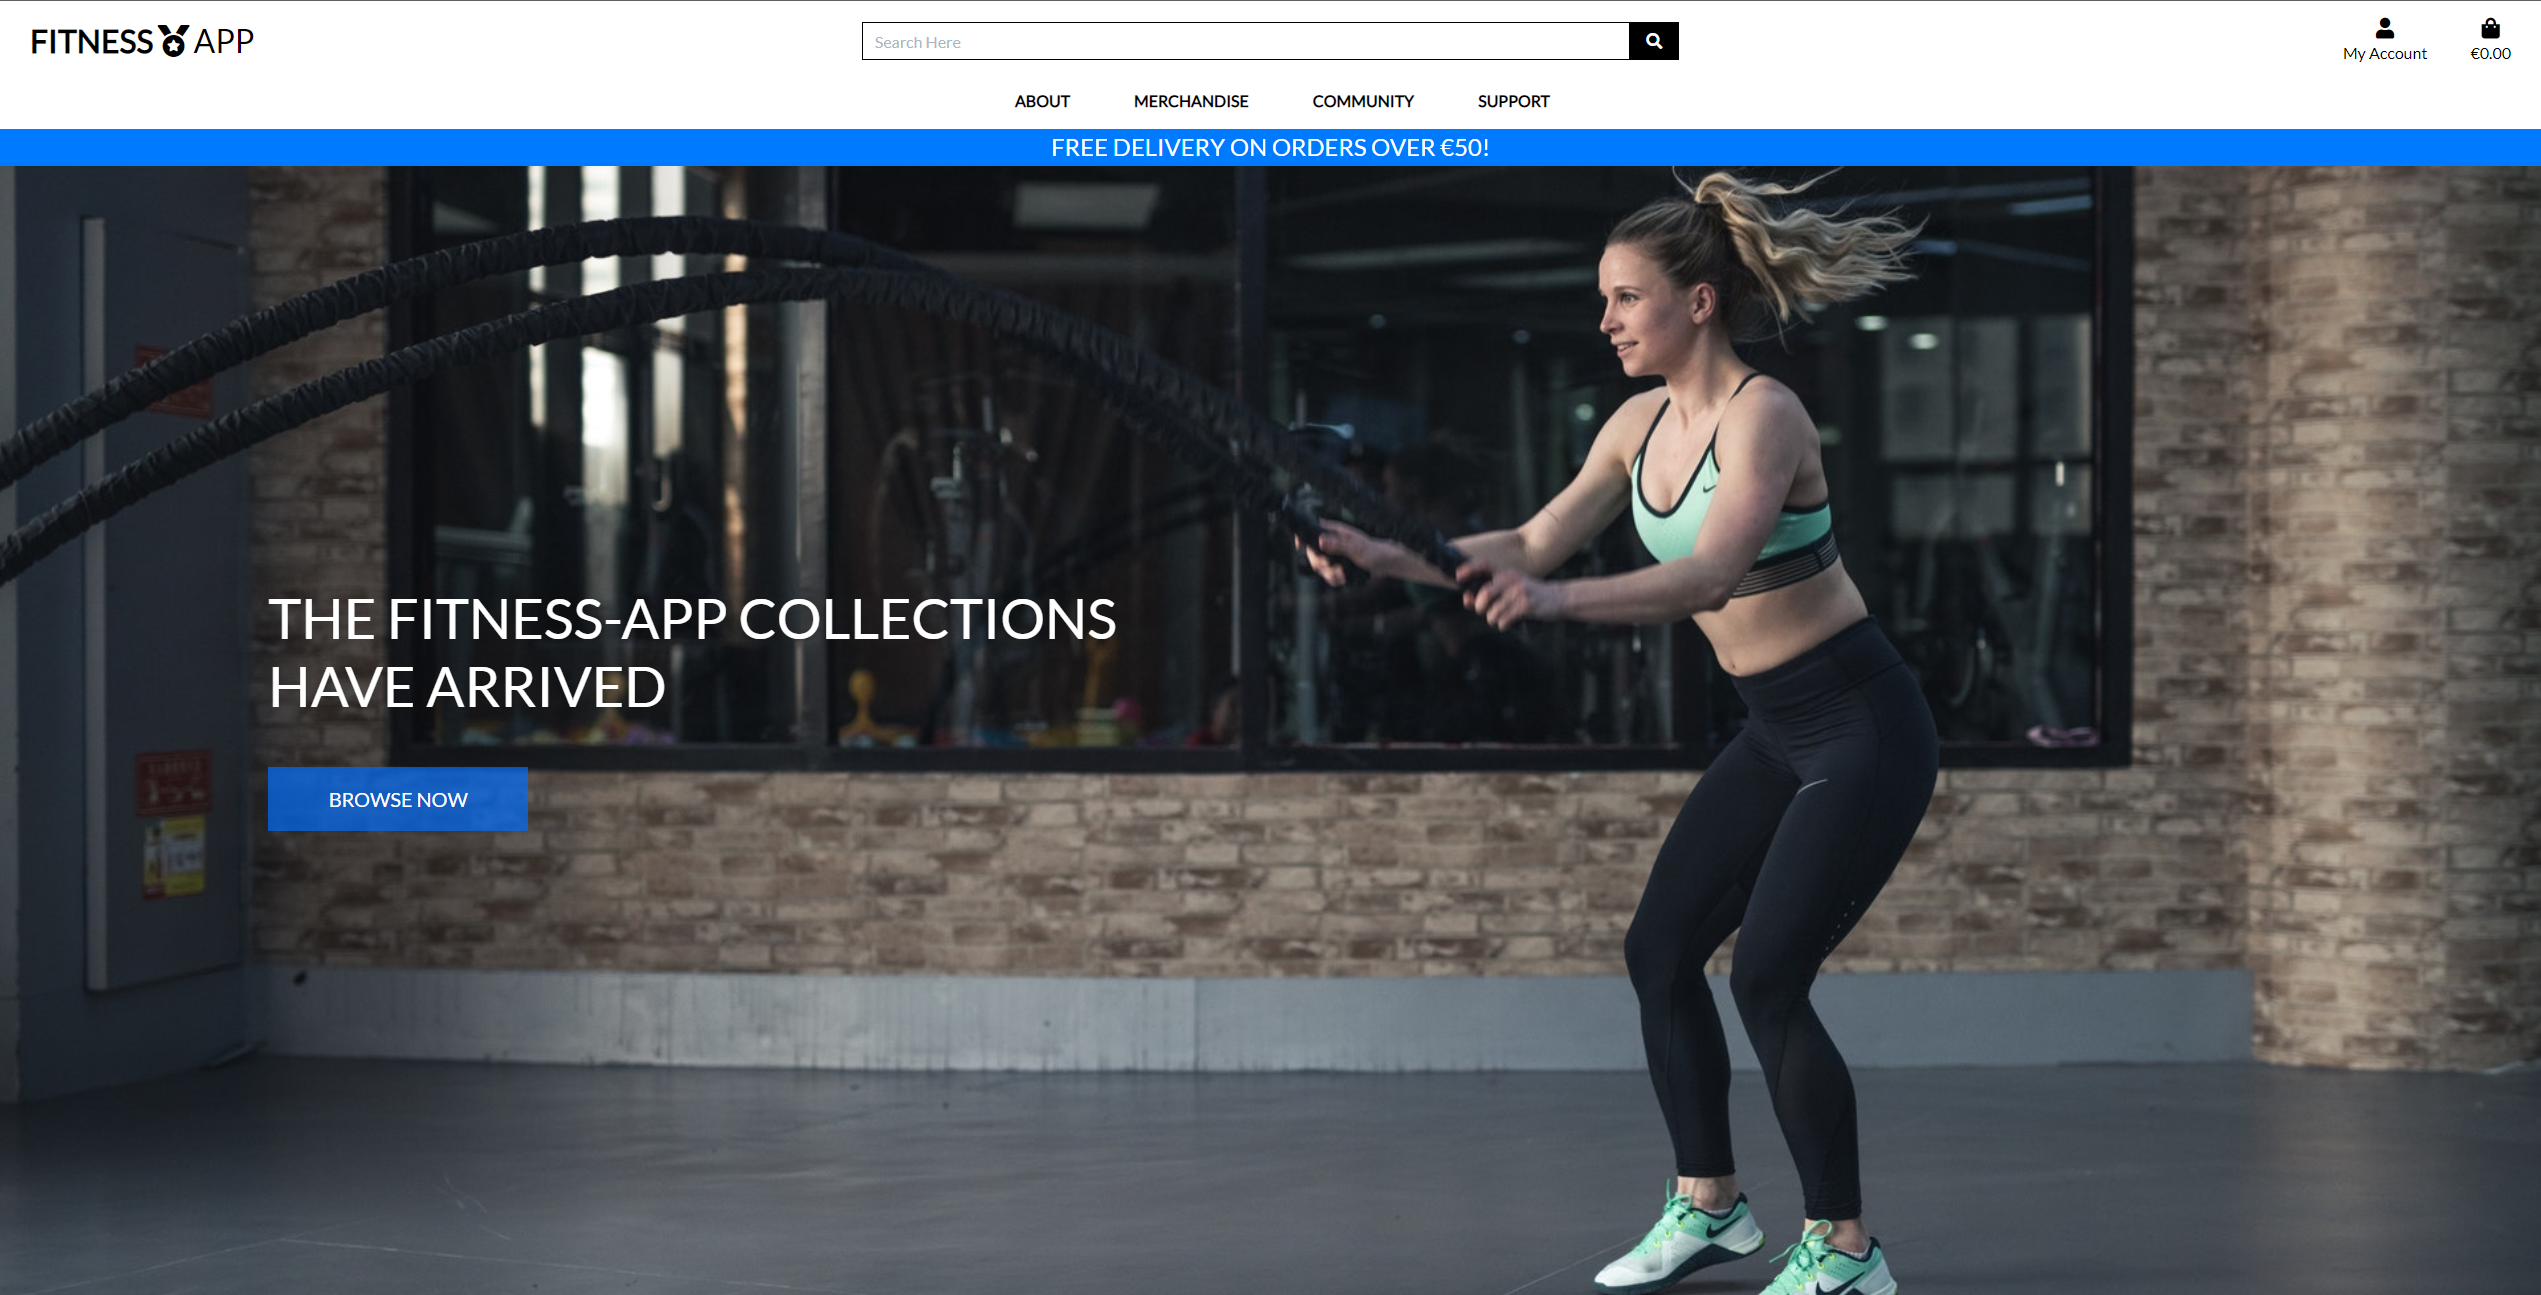 FITNESS APP
Search Here
My Account
€0.00
ABOUT MERCHANDISE COMMUNITY SUPPORT
FREE DELIVERY ON ORDERS OVER €50!
THE FITNESS-APP COLLECTIONS
HAVE ARRIVED
BROWSE NOW